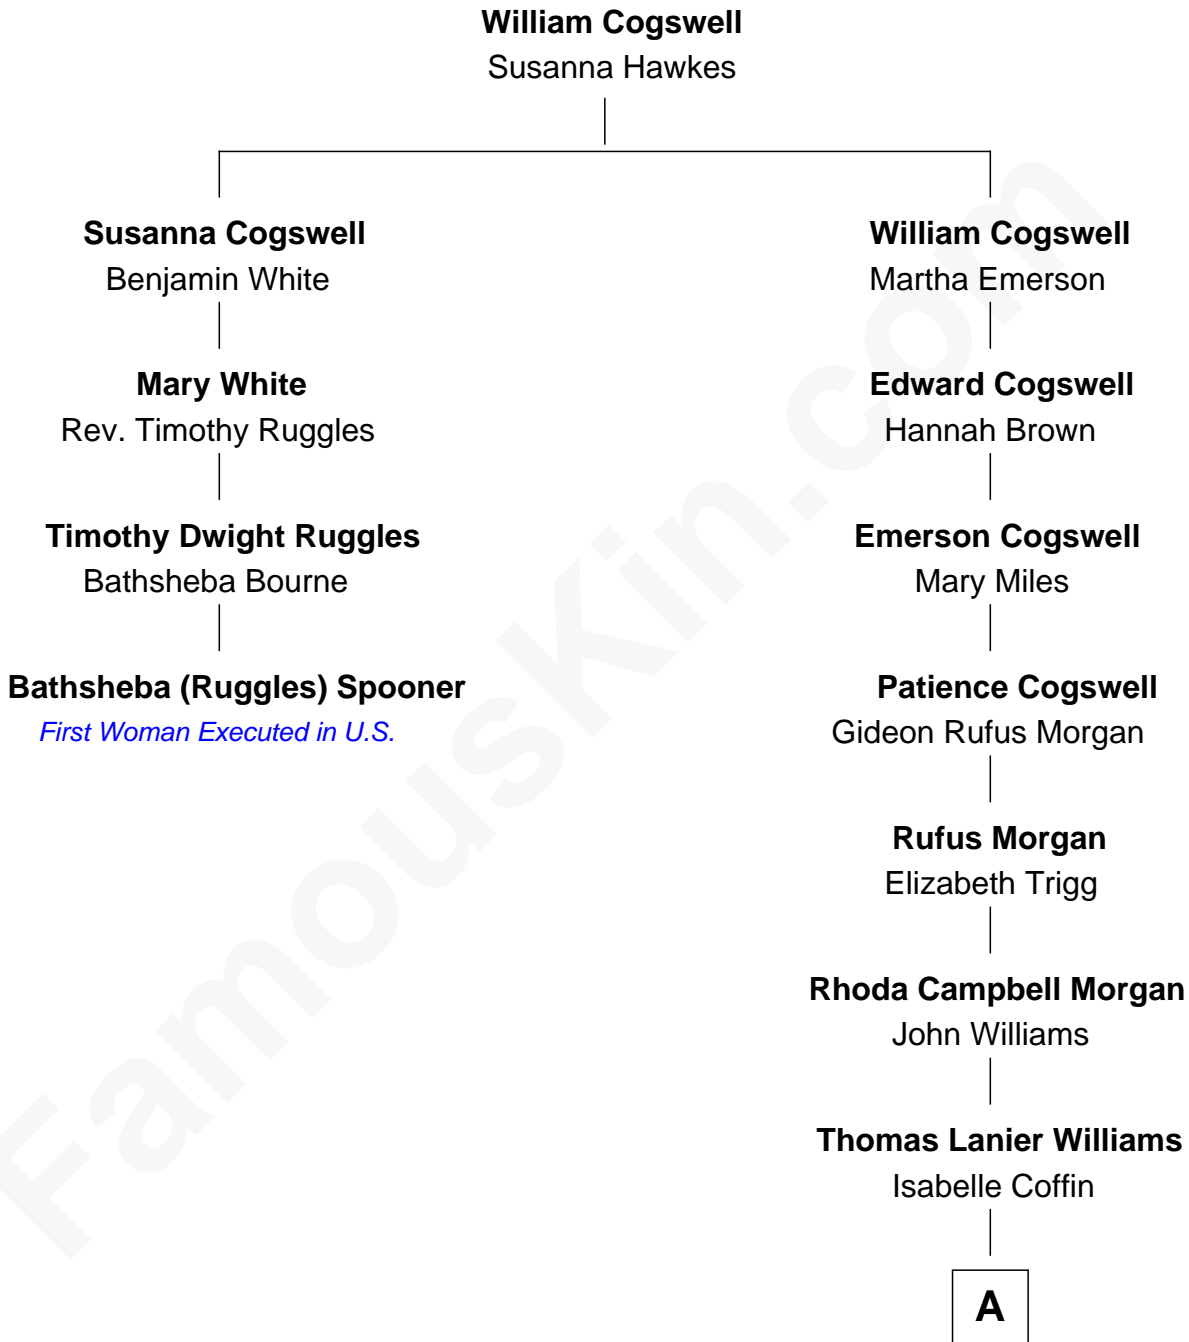 William Cogswell
Susanna Hawkes
Susanna Cogswell
Benjamin White
William Cogswell
Martha Emerson
Mary White
Rev. Timothy Ruggles
Edward Cogswell
Hannah Brown
Timothy Dwight Ruggles
Bathsheba Bourne
Emerson Cogswell
Mary Miles
Bathsheba (Ruggles) Spooner
First Woman Executed in U.S.
Patience Cogswell
Gideon Rufus Morgan
Rufus Morgan
Elizabeth Trigg
Rhoda Campbell Morgan
John Williams
Thomas Lanier Williams
Isabelle Coffin
A
FamousKin.com